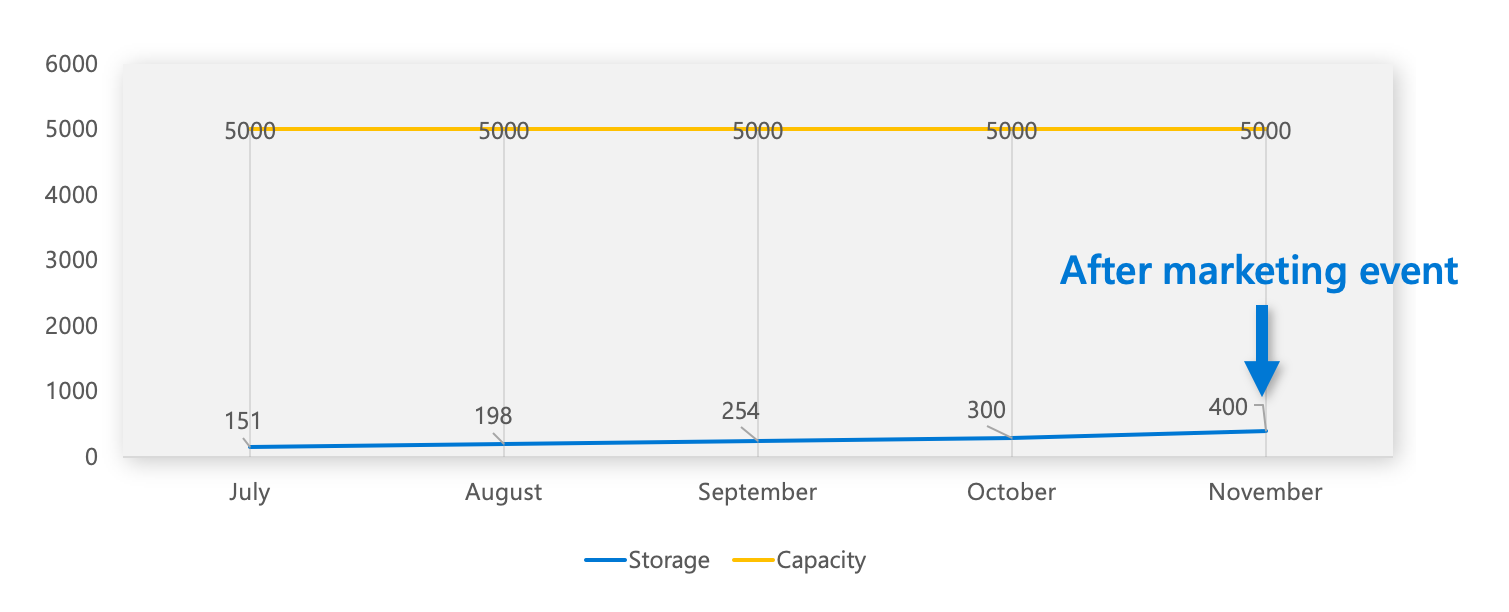 6000
5000
5000 5000 5000 5000 5000
4000
3000
After marketing event
2000
1000
151 198 254 300 400
0
July August September October November
Storage Capacity